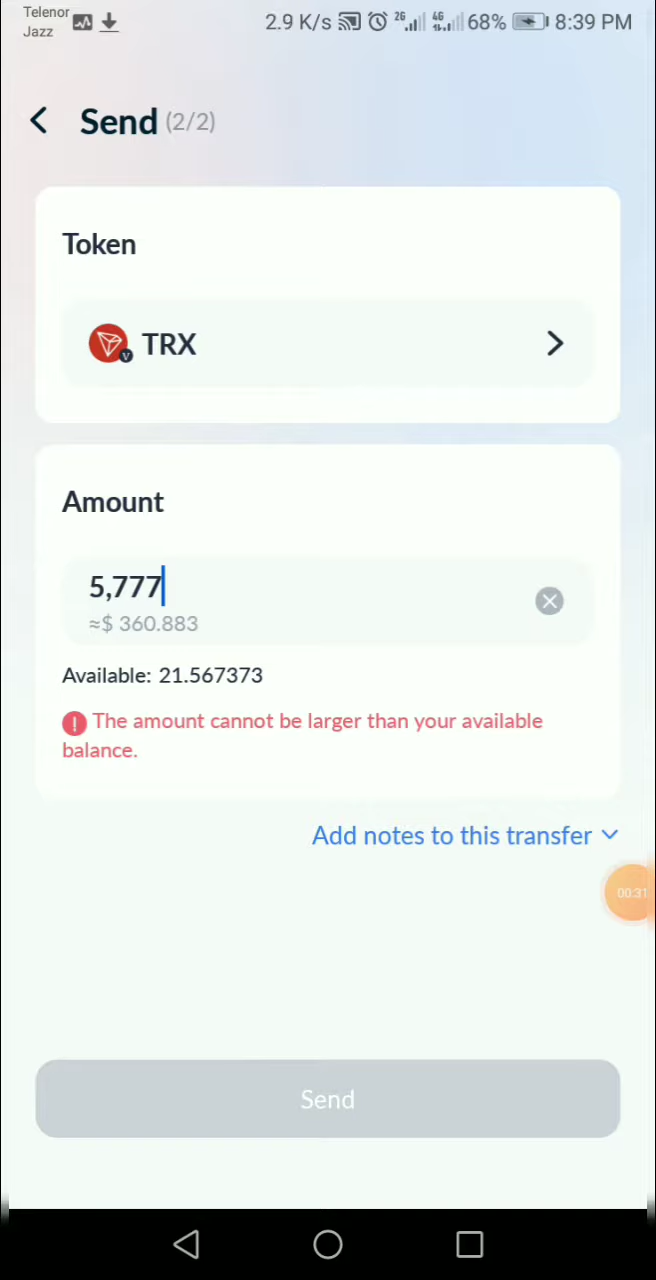 Telenor
Jazz
2.9 K/s 2G 4G 68% 8:39 PM
Send (2/2)
Token
V TRX
Amount
5,777
≈$ 360.883
Available: 21.567373
! The amount cannot be larger than your available
balance.
Add notes to this transfer
00:31
Send